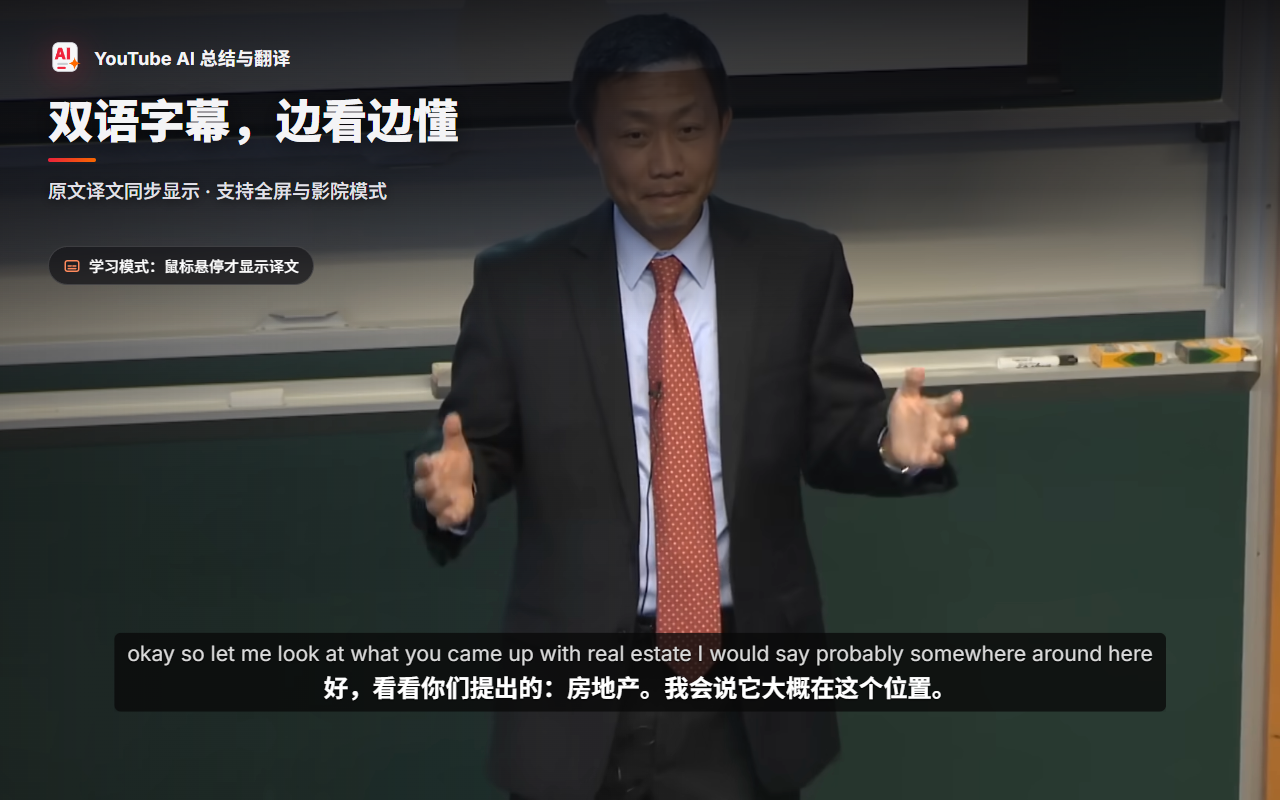 AI
YouTube AI 总结与翻译
双语字幕，边看边懂
原文译文同步显示 · 支持全屏与影院模式
学习模式：鼠标悬停才显示译文
okay so let me look at what you came up with real estate I would say probably somewhere around here
好，看看你们提出的：房地产。我会说它大概在这个位置。